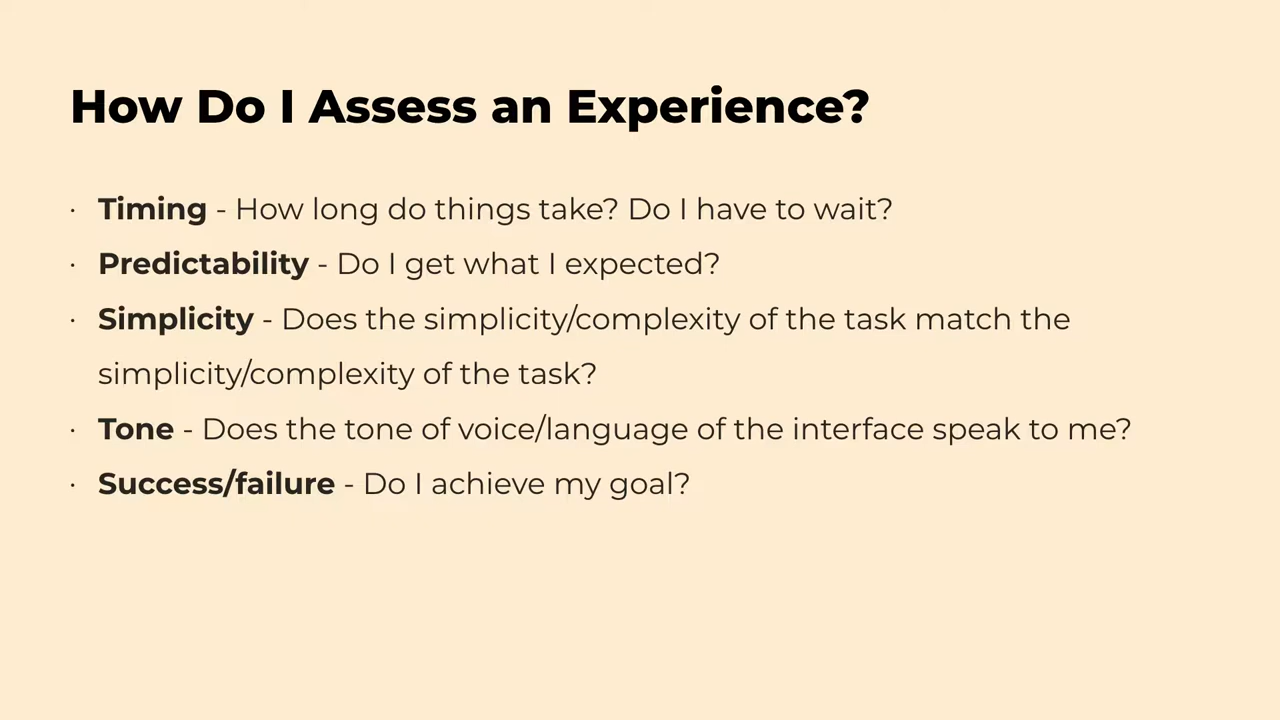 How Do I Assess an Experience?
· Timing - How long do things take? Do I have to wait?
· Predictability - Do I get what I expected?
· Simplicity - Does the simplicity/complexity of the task match the
simplicity/complexity of the task?
· Tone - Does the tone of voice/language of the interface speak to me?
· Success/failure - Do I achieve my goal?